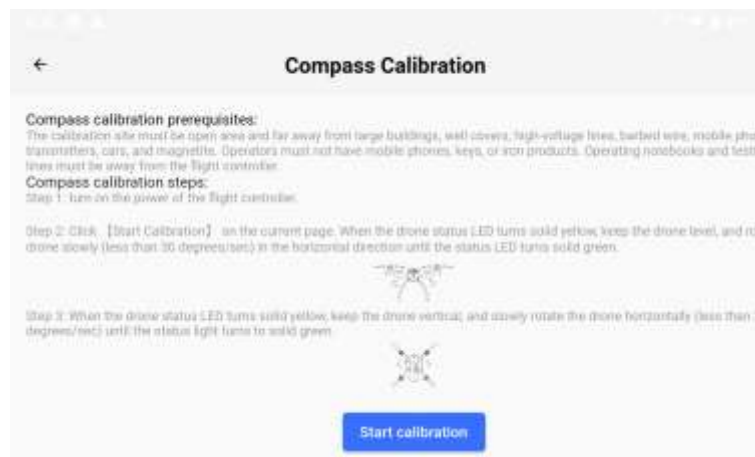 Compass Calibration
Compass calibration prerequisites:
The calibration site must be open area and far away from large buildings, well covers, high-voltage lines, barbed wire, mobile pho
transmitters, cars, and magnetite. Operators must not have mobile phones, keys, or iron products. Operating notebooks and test
lines must be away from the flight controller.
Compass calibration steps:
Step 1: turn on the power of the flight controller.
Step 2: Click 【Start Calibration】 on the current page. When the drone status LED turns solid yellow, keep the drone level, and ro
drone slowly (less than 30 degrees/sec) in the horizontal direction until the status LED turns solid green.
Step 3: When the drone status LED turns solid yellow, keep the drone vertical, and slowly rotate the drone horizontally (less than
degrees/sec) until the status light turns to solid green
Start calibration